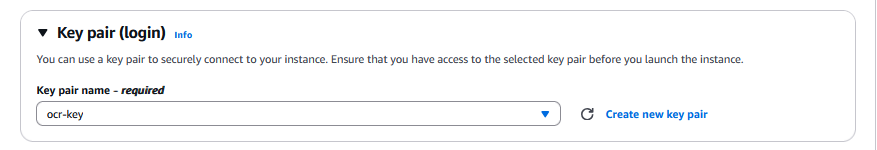 Key pair (login) Info
You can use a key pair to securely connect to your instance. Ensure that you have access to the selected key pair before you launch the instance.
Key pair name - required
ocr-key
Create new key pair